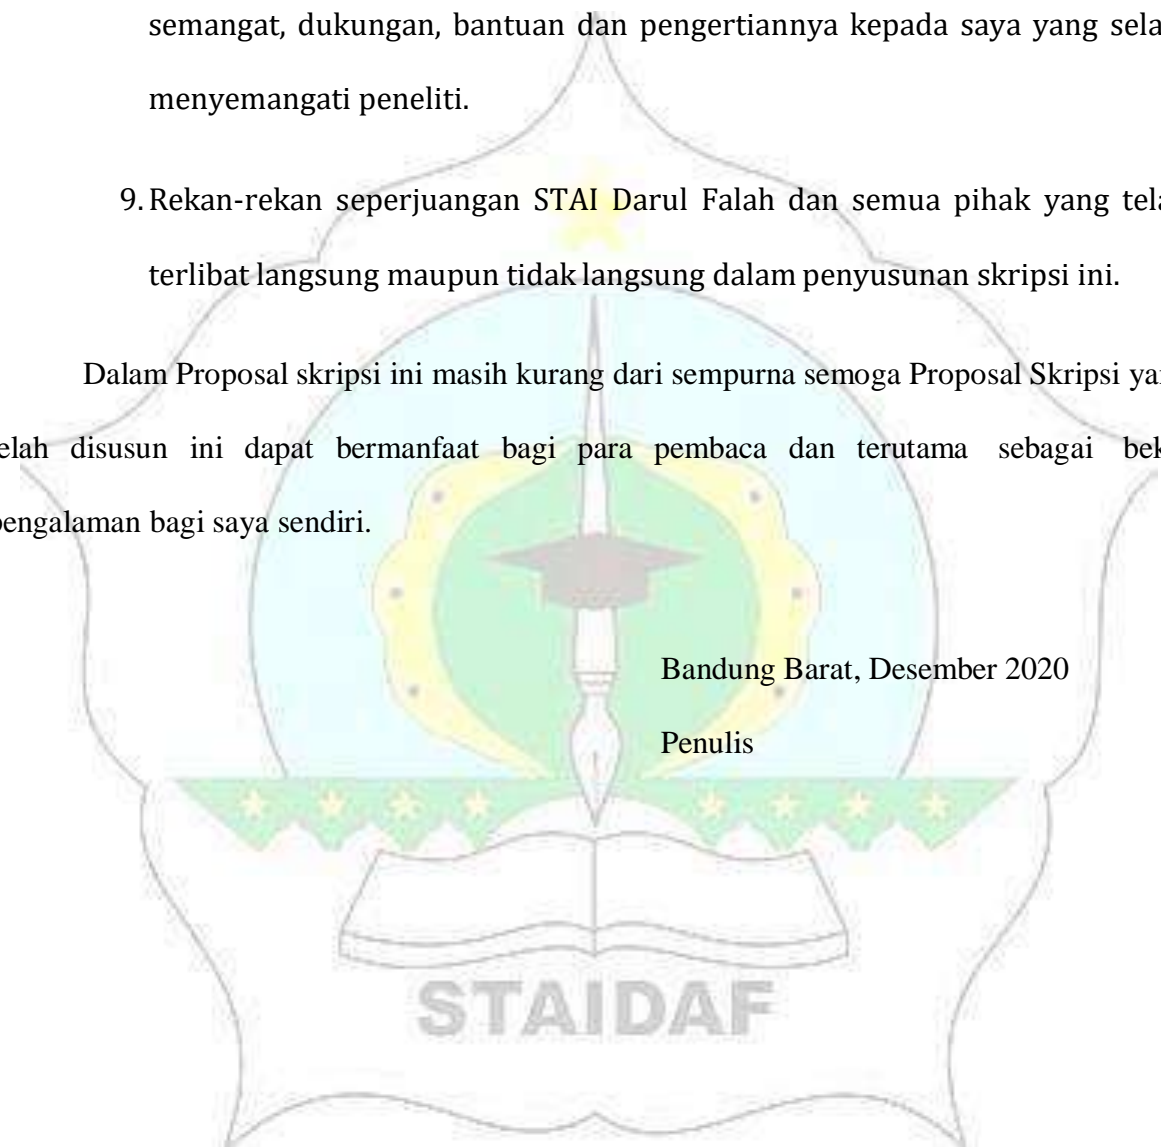 semangat, dukungan, bantuan dan pengertiannya kepada saya yang sela
menyemangati peneliti.
9. Rekan-rekan seperjuangan STAI Darul Falah dan semua pihak yang tela
terlibat langsung maupun tidak langsung dalam penyusunan skripsi ini.
Dalam Proposal skripsi ini masih kurang dari sempurna semoga Proposal Skripsi ya
elah disusun ini dapat bermanfaat bagi para pembaca dan terutama sebagai bek
pengalaman bagi saya sendiri.
Bandung Barat, Desember 2020
Penulis
STAIDAF